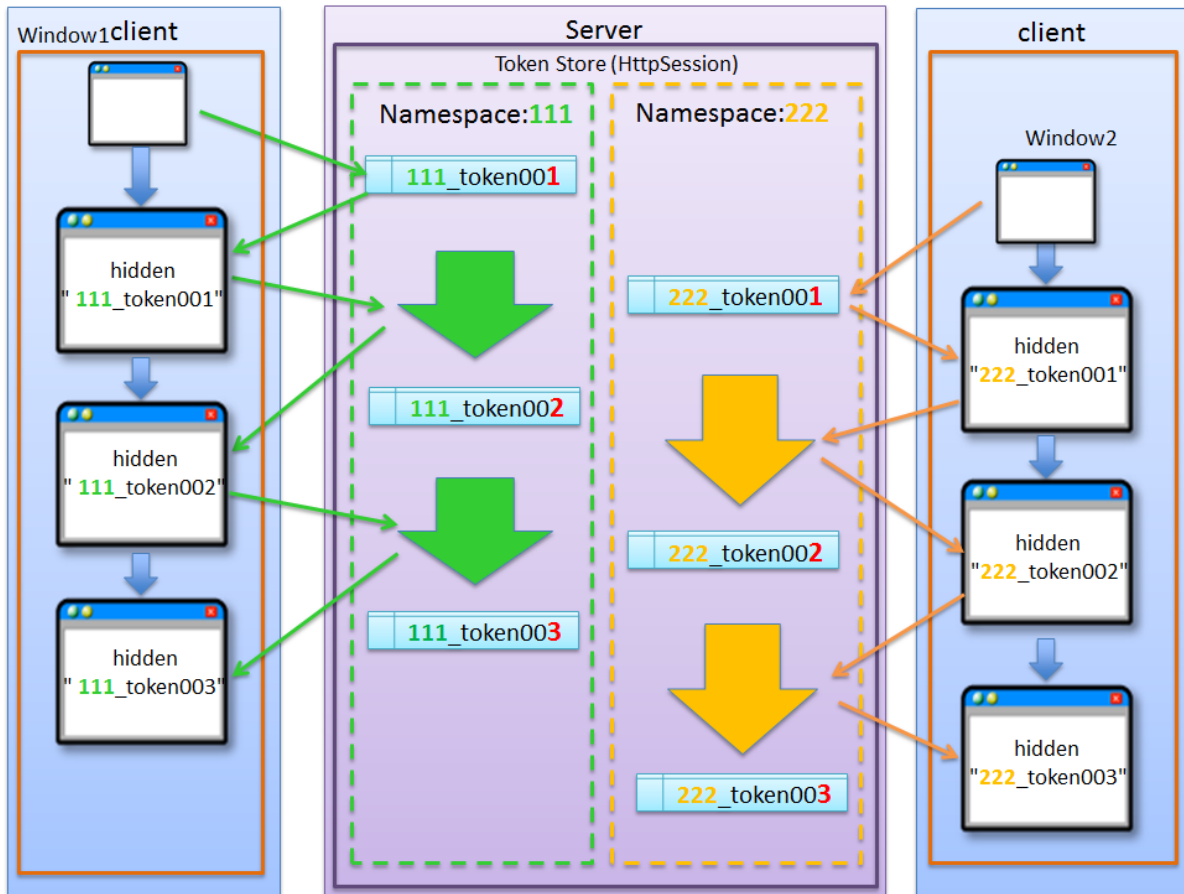 Window1 client
Server
client
Token Store (HttpSession)
Namespace:111
Namespace:222
Window2
111_token001
hidden
" 111_token001"
222_token001
hidden
"222_token001"
111_token002
hidden
" 111_token002"
222_token002
hidden
"222_token002"
111_token003
hidden
" 111_token003"
222_token003
hidden
"222_token003"